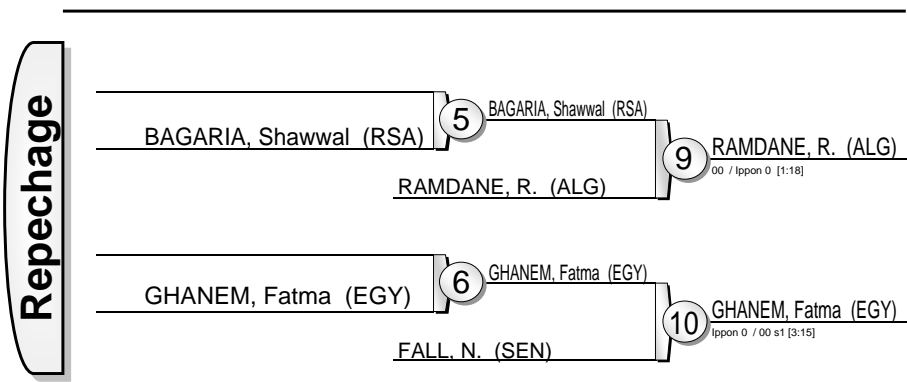 Repechage
BAGARIA, Shawwal (RSA)
5
BAGARIA, Shawwal (RSA)
RAMDANE, R. (ALG)
9
RAMDANE, R. (ALG)
00 / Ippon 0 [1:18]
GHANEM, Fatma (EGY)
6
GHANEM, Fatma (EGY)
FALL, N. (SEN)
10
GHANEM, Fatma (EGY)
Ippon 0 / 00 s1 [3:15]